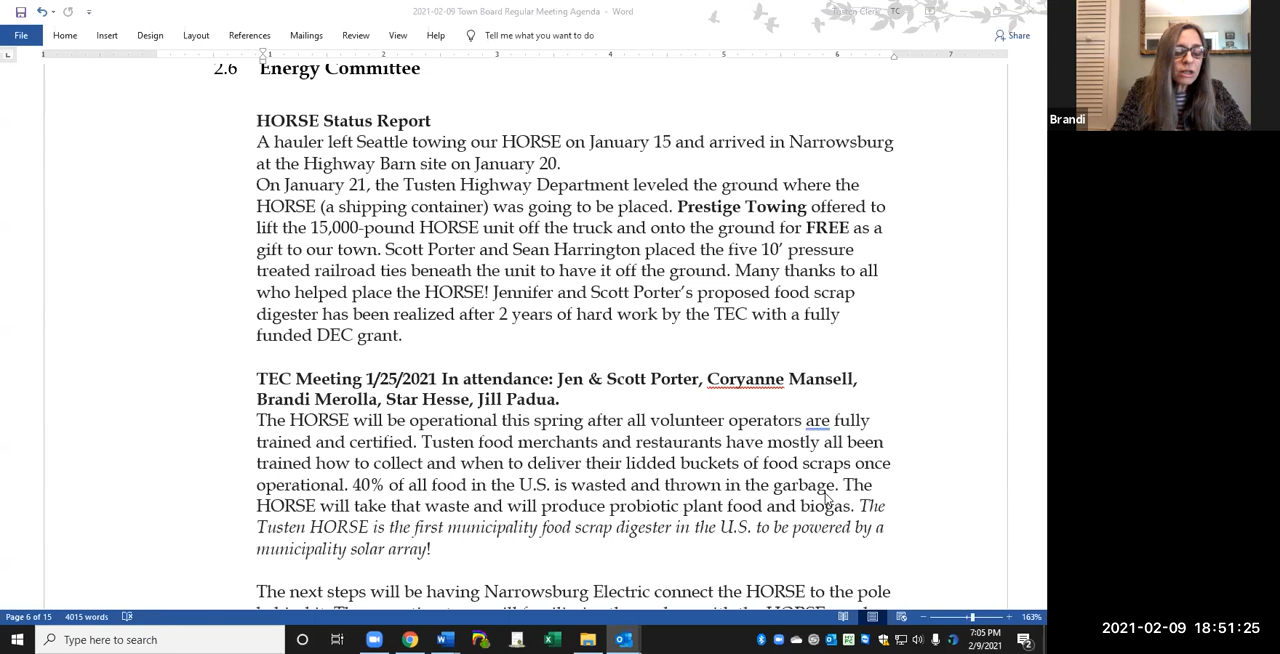 2021-02-09 Town Board Regular Meeting Agenda - Word
Tusten Clerk TC
File Home Insert Design Layout References Mailings Review View Help Tell me what you want to do Share
1 1 2 3 4 5 6 7
2.6 Energy Committee
HORSE Status Report
A hauler left Seattle towing our HORSE on January 15 and arrived in Narrowsburg
at the Highway Barn site on January 20.
On January 21, the Tusten Highway Department leveled the ground where the
HORSE (a shipping container) was going to be placed. Prestige Towing offered to
lift the 15,000-pound HORSE unit off the truck and onto the ground for FREE as a
gift to our town. Scott Porter and Sean Harrington placed the five 10’ pressure
treated railroad ties beneath the unit to have it off the ground. Many thanks to all
who helped place the HORSE! Jennifer and Scott Porter’s proposed food scrap
digester has been realized after 2 years of hard work by the TEC with a fully
funded DEC grant.
TEC Meeting 1/25/2021 In attendance: Jen & Scott Porter, Coryanne Mansell,
Brandi Merolla, Star Hesse, Jill Padua.
The HORSE will be operational this spring after all volunteer operators are fully
trained and certified. Tusten food merchants and restaurants have mostly all been
trained how to collect and when to deliver their lidded buckets of food scraps once
operational. 40% of all food in the U.S. is wasted and thrown in the garbage. The
HORSE will take that waste and will produce probiotic plant food and biogas. The
Tusten HORSE is the first municipality food scrap digester in the U.S. to be powered by a
municipality solar array!
The next steps will be having Narrowsburg Electric connect the HORSE to the pole
Page 6 of 15 4015 words 163%
Type here to search
7:05 PM
2/9/2021
2
Brandi
2021-02-09 18:51:25